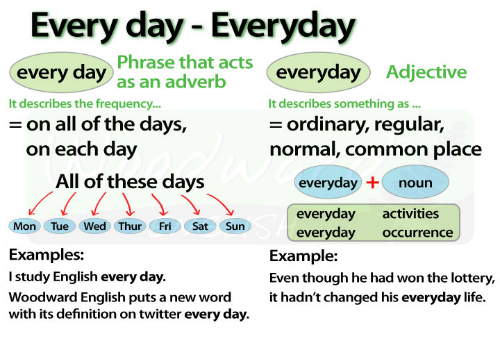 Every day - Everyday
every day
Phrase that acts
as an adverb
It describes the frequency...
= on all of the days,
on each day
All of these days
Mon Tue Wed Thur Fri Sat Sun
Examples:
I study English every day.
Woodward English puts a new word
with its definition on twitter every day.
everyday
Adjective
It describes something as ...
= ordinary, regular,
normal, common place
everyday + noun
everyday activities
everyday occurrence
Example:
Even though he had won the lottery,
it hadn't changed his everyday life.